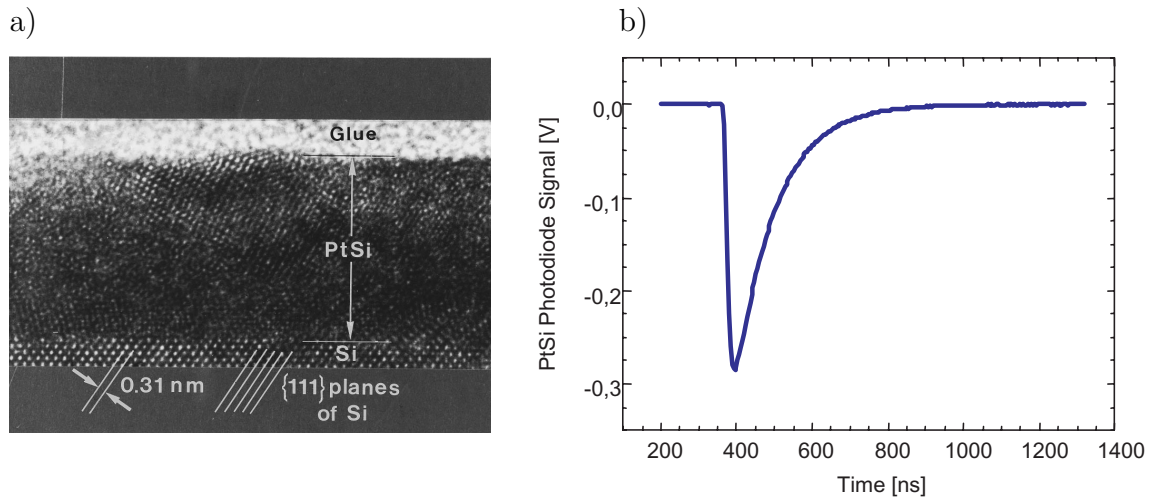 a)
Glue
PtSi
Si
0.31 nm
{111} planes
of Si
b)
PtSi Photodiode Signal [V]
0,0
-0,1
-0,2
-0,3
200 400 600 800 1000 1200 1400
Time [ns]